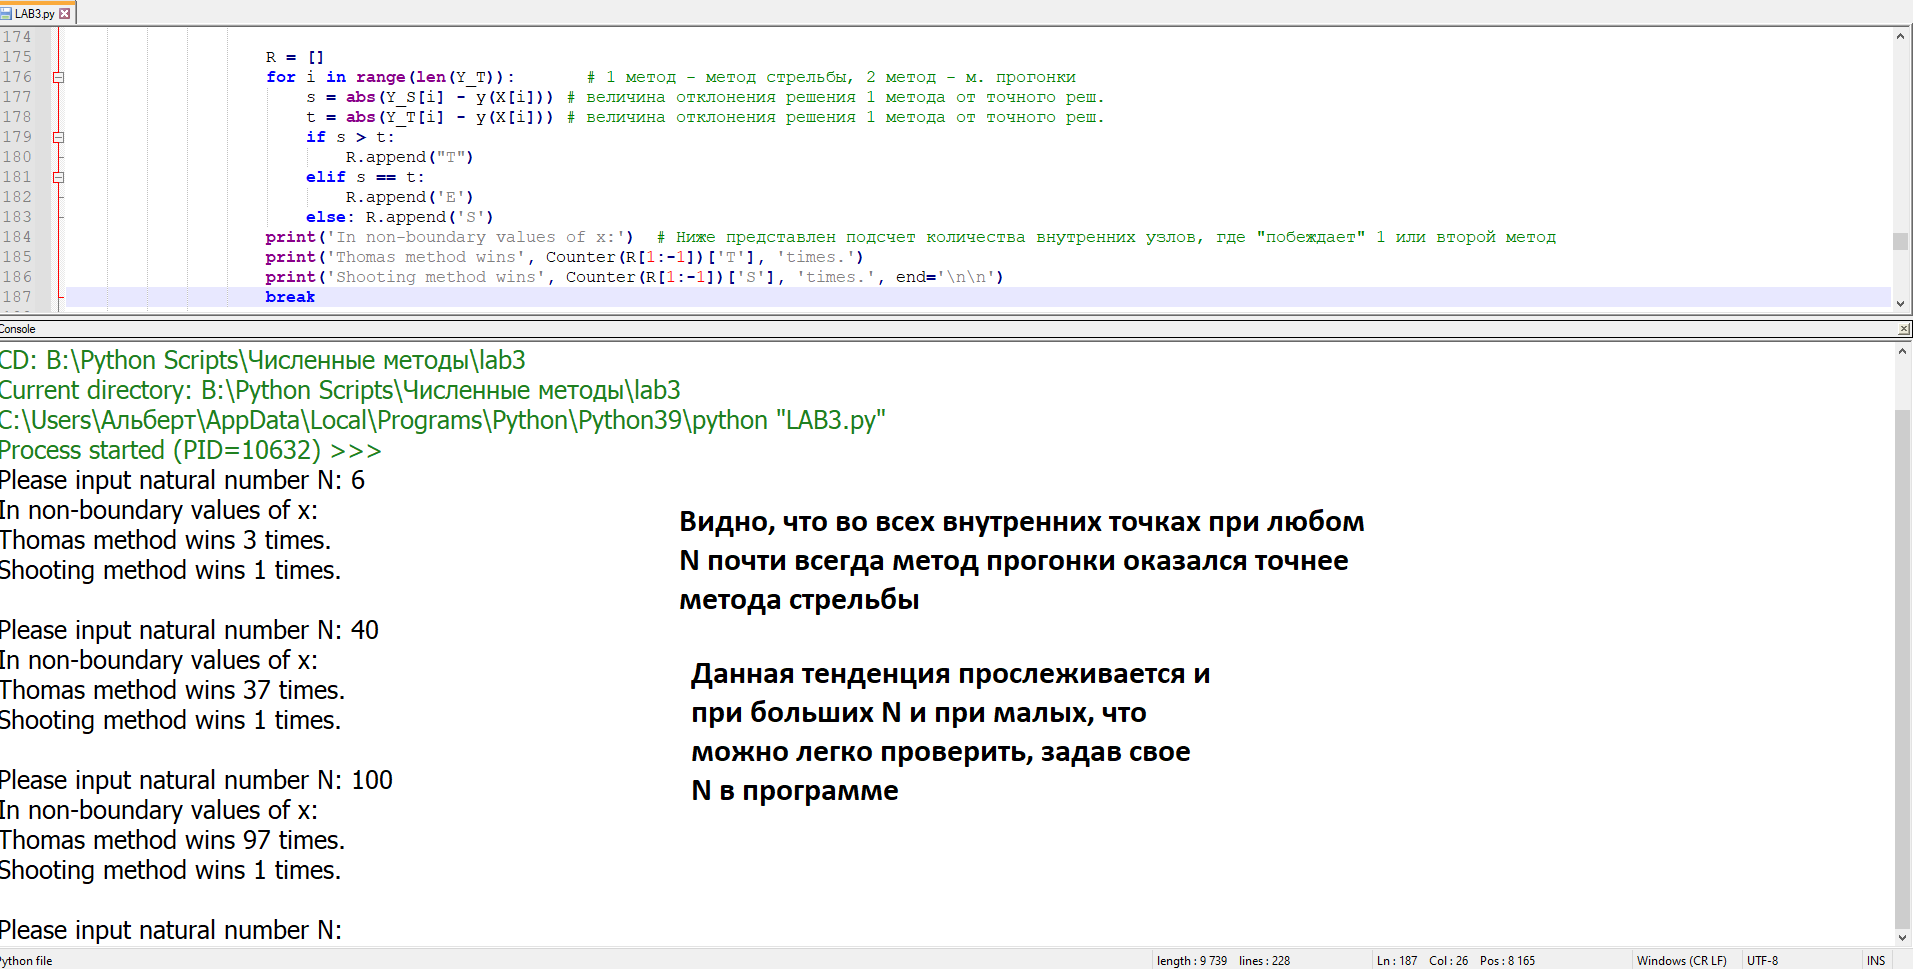 LAB3.py
174
175 R = []
176 for i in range(len(Y_T)): # 1 метод - метод стрельбы, 2 метод - м. прогонки
177 s = abs(Y_S[i] - y(X[i])) # величина отклонения решения 1 метода от точного реш.
178 t = abs(Y_T[i] - y(X[i])) # величина отклонения решения 1 метода от точного реш.
179 if s > t:
180 R.append("T")
181 elif s == t:
182 R.append('E')
183 else: R.append('S')
184 print('In non-boundary values of x:') # Ниже представлен подсчет количества внутренних узлов, где "побеждает" 1 или второй метод
185 print('Thomas method wins', Counter(R[1:-1])['T'], 'times.')
186 print('Shooting method wins', Counter(R[1:-1])['S'], 'times.', end='\n\n')
187 break
Console
CD: B:\Python Scripts\Численные методы\lab3
Current directory: B:\Python Scripts\Численные методы\lab3
C:\Users\Альберт\AppData\Local\Programs\Python\Python39\python "LAB3.py"
Process started (PID=10632) >>>
Please input natural number N: 6
In non-boundary values of x:
Thomas method wins 3 times.
Shooting method wins 1 times.
Please input natural number N: 40
In non-boundary values of x:
Thomas method wins 37 times.
Shooting method wins 1 times.
Please input natural number N: 100
In non-boundary values of x:
Thomas method wins 97 times.
Shooting method wins 1 times.
Please input natural number N:
Видно, что во всех внутренних точках при любом
N почти всегда метод прогонки оказался точнее
метода стрельбы
Данная тенденция прослеживается и
при больших N и при малых, что
можно легко проверить, задав свое
N в программе
ython file
length : 9 739 lines : 228
Ln : 187 Col : 26 Pos : 8 165
Windows (CR LF)
UTF-8
INS